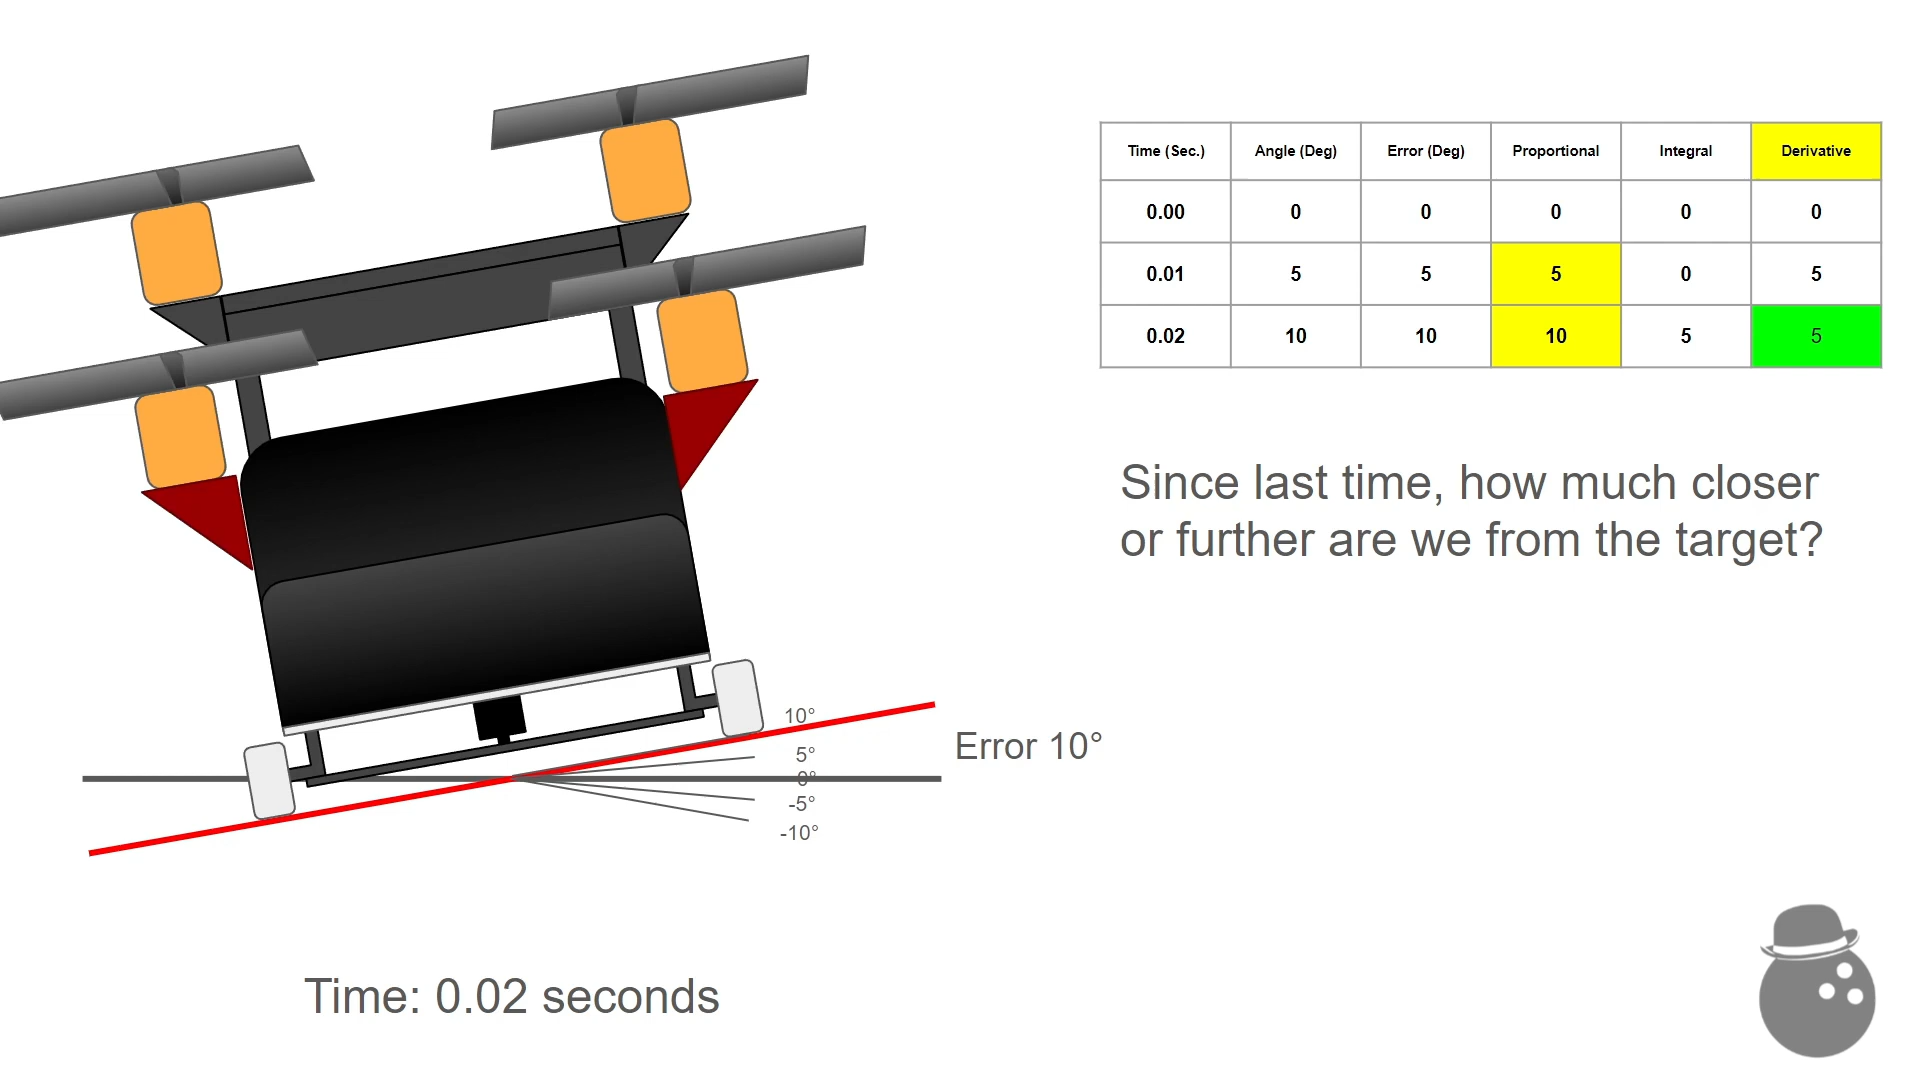 Time (Sec.) Angle (Deg) Error (Deg) Proportional Integral Derivative
0.00 0 0 0 0 0
0.01 5 5 5 0 5
0.02 10 10 10 5 5
Since last time, how much closer
or further are we from the target?
10°
Error 10°
5°
0°
-5°
-10°
Time: 0.02 seconds